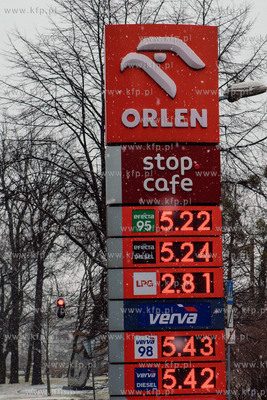 ORLEN
stop
cafe
efecta
95
5.22
efecta
DIESEL
5.24
LPG
2.81
verva
verva
98
5.43
verva
DIESEL
5.42
www.kfp.pl